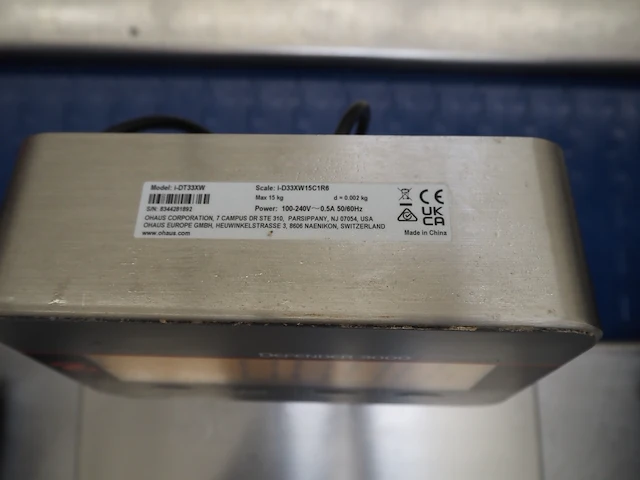 Model: i-DT33XW
Scale: i-D33XW15C1R6
Max 15 kg d = 0.002 kg
S/N: 8344281892
Power: 100-240V～0.5A 50/60Hz
OHAUS CORPORATION, 7 CAMPUS DR STE 310, PARSIPPANY, NJ 07054, USA
OHAUS EUROPE GMBH, HEUWINKELSTRASSE 3, 8606 NAENIKON, SWITZERLAND
www.ohaus.com
CE
UK
CA
Made in China
DEFENDER 3000